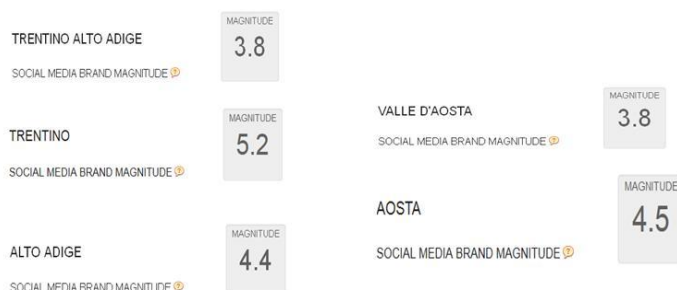 TRENTINO ALTO ADIGE
MAGNITUDE
3.8
SOCIAL MEDIA BRAND MAGNITUDE
TRENTINO
MAGNITUDE
5.2
SOCIAL MEDIA BRAND MAGNITUDE
ALTO ADIGE
MAGNITUDE
4.4
SOCIAL MEDIA BRAND MAGNITUDE
VALLE D'AOSTA
MAGNITUDE
3.8
SOCIAL MEDIA BRAND MAGNITUDE
AOSTA
MAGNITUDE
4.5
SOCIAL MEDIA BRAND MAGNITUDE